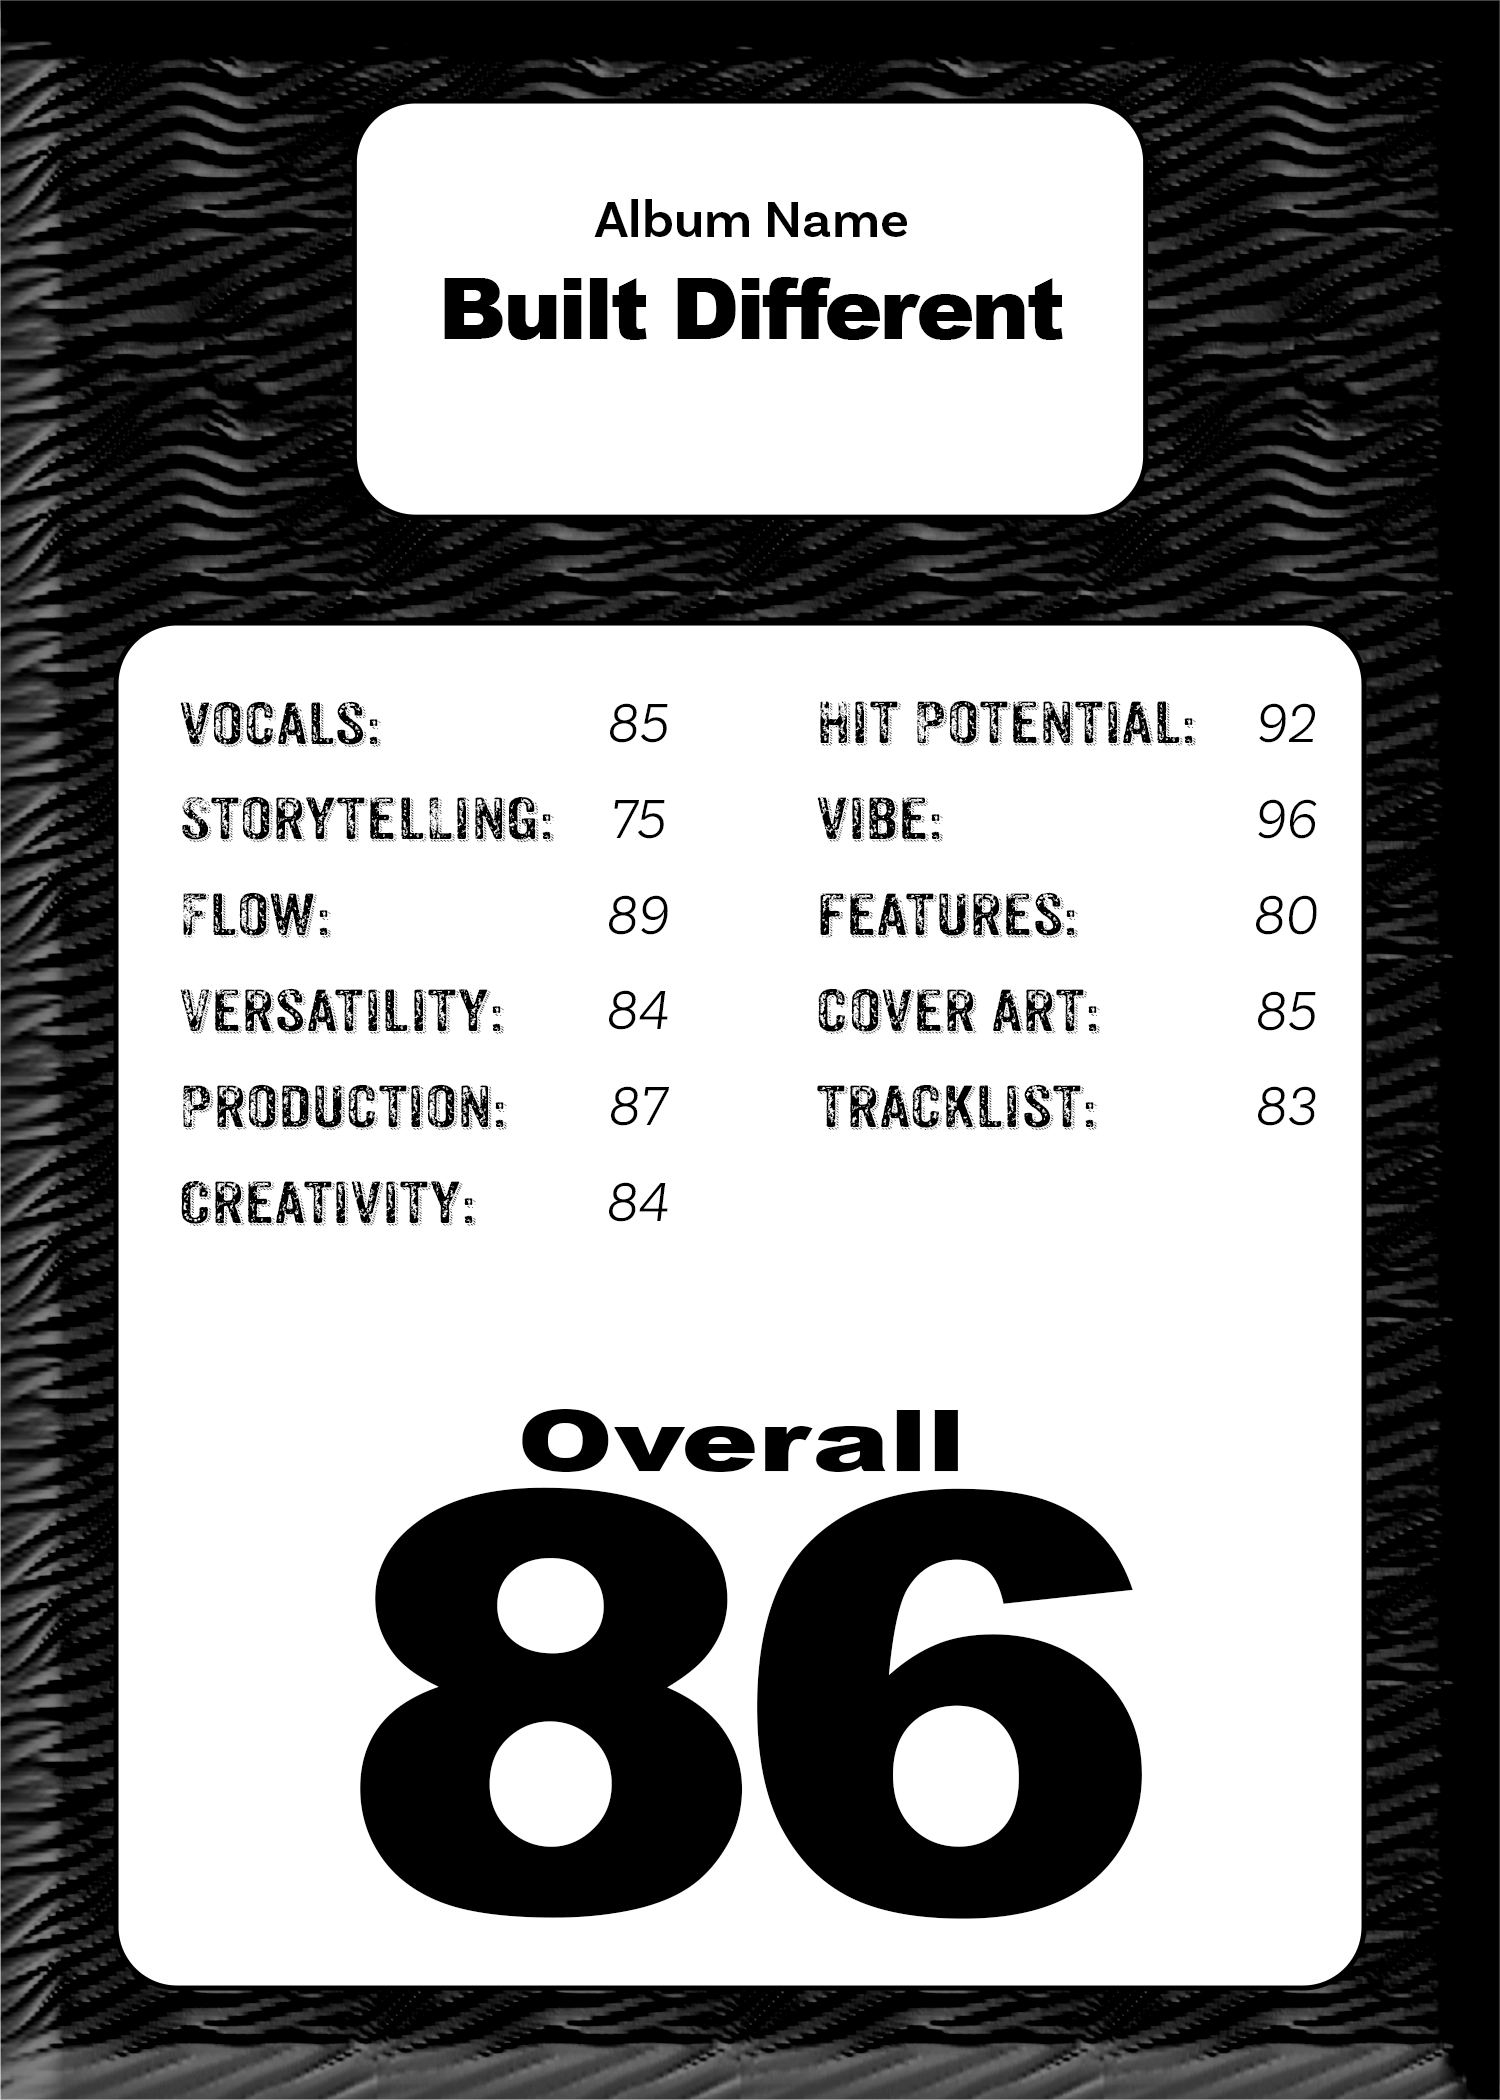 Album Name
Built Different
VOCALS: 85
STORYTELLING: 75
FLOW: 89
VERSATILITY: 84
PRODUCTION: 87
CREATIVITY: 84
HIT POTENTIAL: 92
VIBE: 96
FEATURES: 80
COVER ART: 85
TRACKLIST: 83
Overall
86